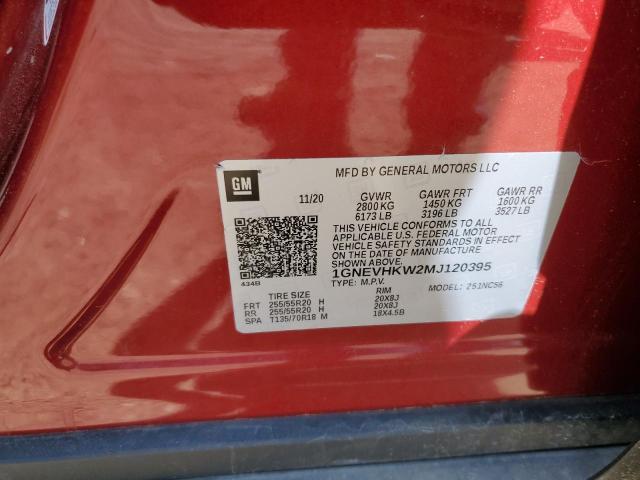 GM
MFD BY GENERAL MOTORS LLC
11/20 GVWR GAWR FRT GAWR RR
2800 KG 1450 KG 1600 KG
6173 LB 3196 LB 3527 LB
THIS VEHICLE CONFORMS TO ALL
APPLICABLE U.S. FEDERAL MOTOR
VEHICLE SAFETY STANDARDS IN EFFECT
ON THE DATE OF MANUFACTURE
SHOWN ABOVE.
434B
1GNEVHKW2MJ120395
TYPE: M.P.V. MODEL: 2S1NC56
TIRE SIZE RIM
FRT 255/55R20 H 20X8J
RR 255/55R20 H 20X8J
SPA T135/70R18 M 18X4.5B